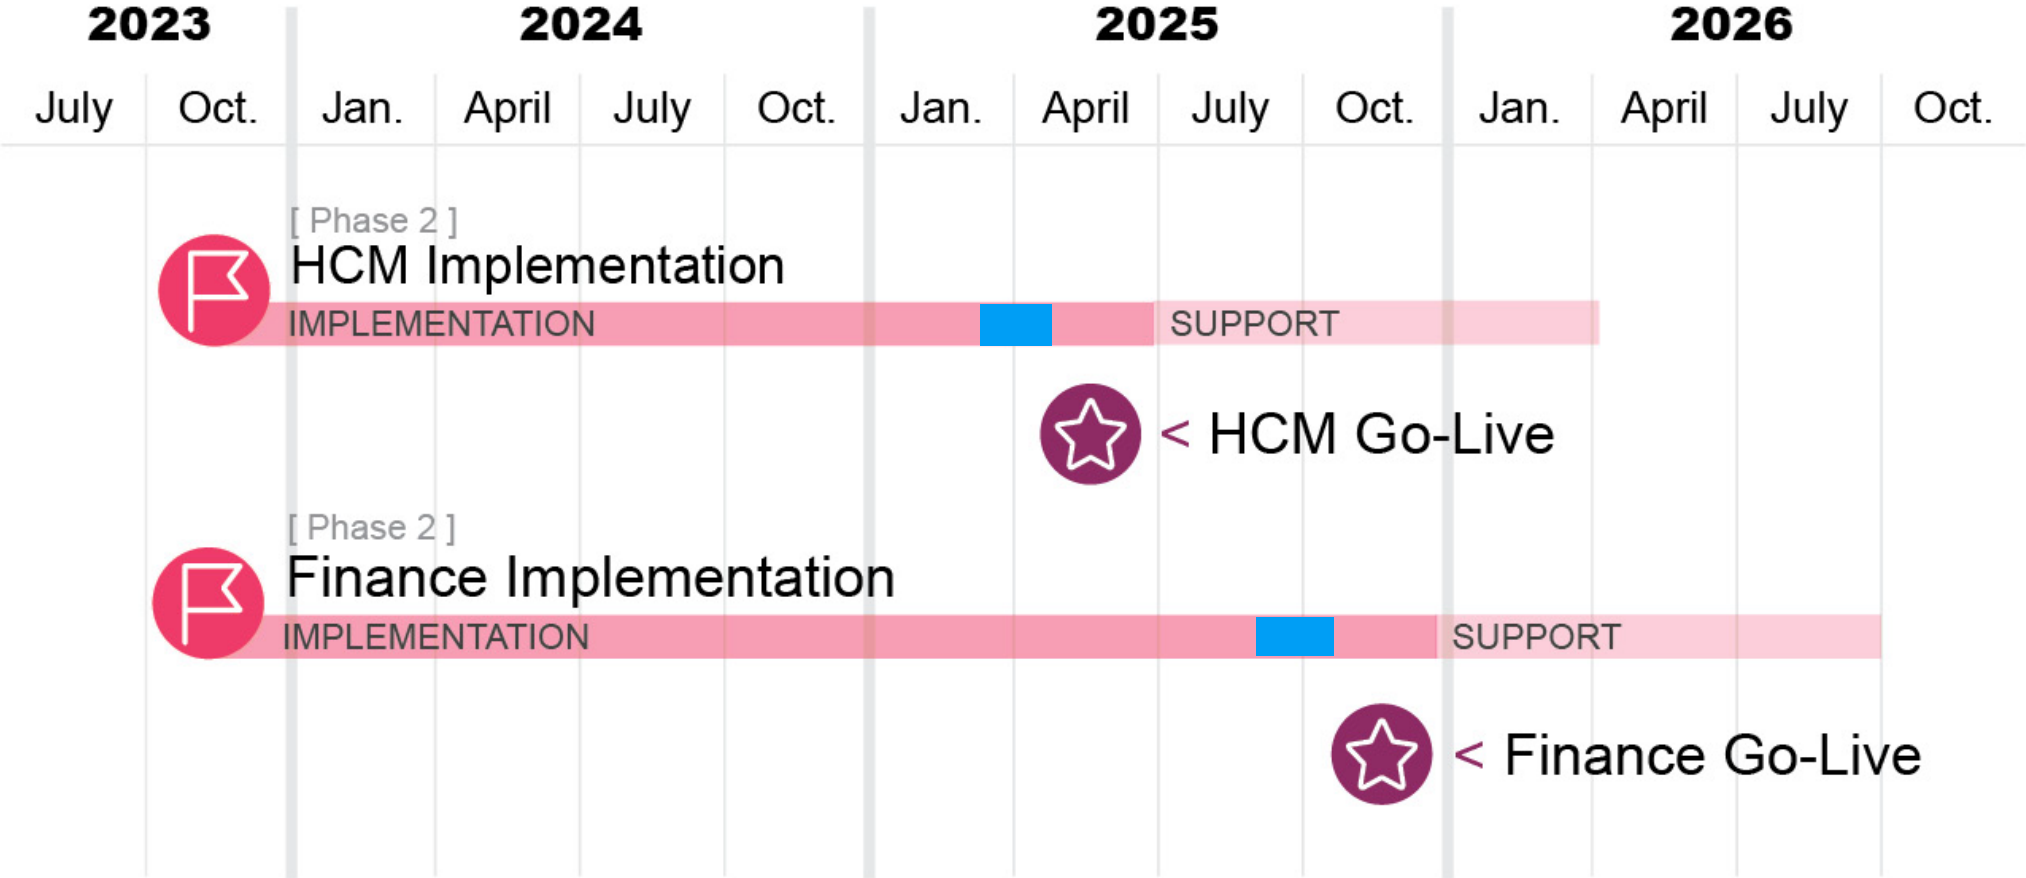 2023 2024 2025 2026
July Oct. Jan. April July Oct. Jan. April July Oct. Jan. April July Oct.
[ Phase 2 ]
HCM Implementation
IMPLEMENTATION SUPPORT
< HCM Go-Live
[ Phase 2 ]
Finance Implementation
IMPLEMENTATION SUPPORT
< Finance Go-Live